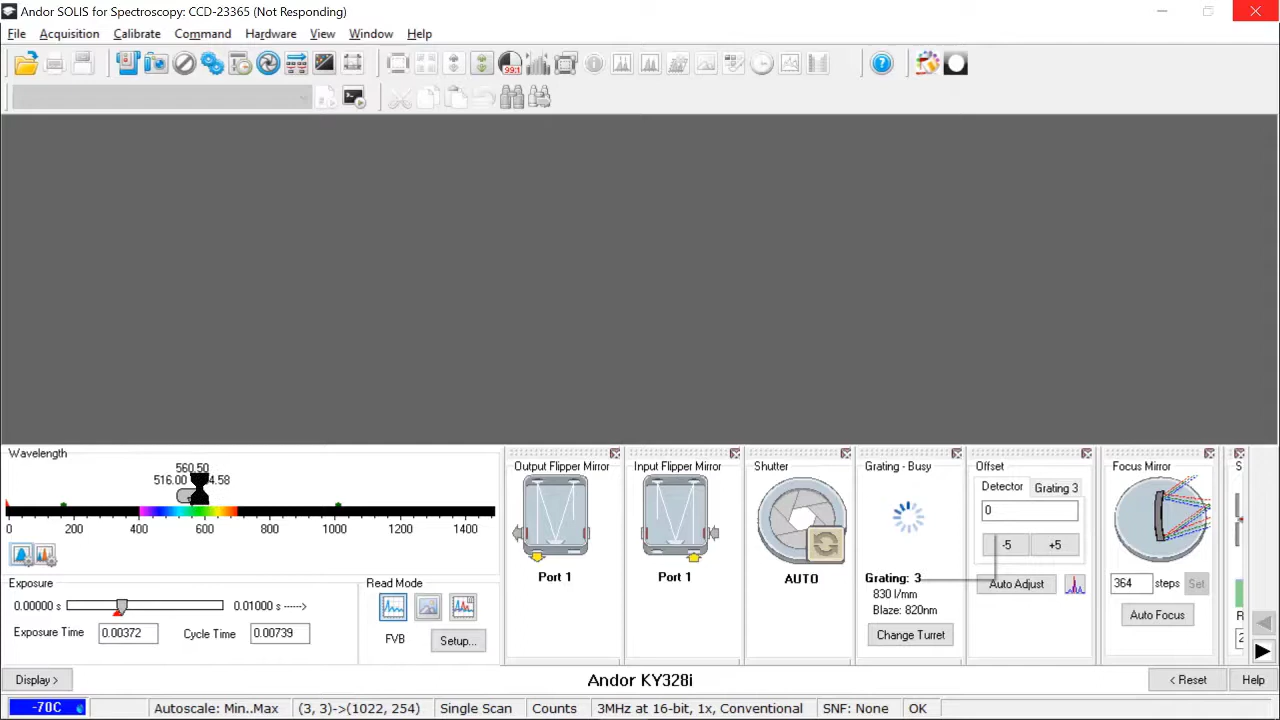 Andor SOLIS for Spectroscopy: CCD-23365 (Not Responding)
File Acquisition Calibrate Command Hardware View Window Help
99:1
Wavelength
560.50
516.00 4.58
0 200 400 600 800 1000 1200 1400
Exposure
0.00000 s 0.01000 s ----->
Exposure Time 0.00372 Cycle Time 0.00739
Read Mode
FVB Setup...
Output Flipper Mirror
Port 1
Input Flipper Mirror
Port 1
Shutter
AUTO
Grating - Busy
Grating: 3
830 l/mm
Blaze: 820nm
Change Turret
Offset
Detector Grating 3
0
-5 +5
Auto Adjust
Focus Mirror
364 steps Set
Auto Focus
S
R
2
Display > Andor KY328i < Reset Help
-70C Autoscale: Min..Max (3, 3)->(1022, 254) Single Scan Counts 3MHz at 16-bit, 1x, Conventional SNF: None OK